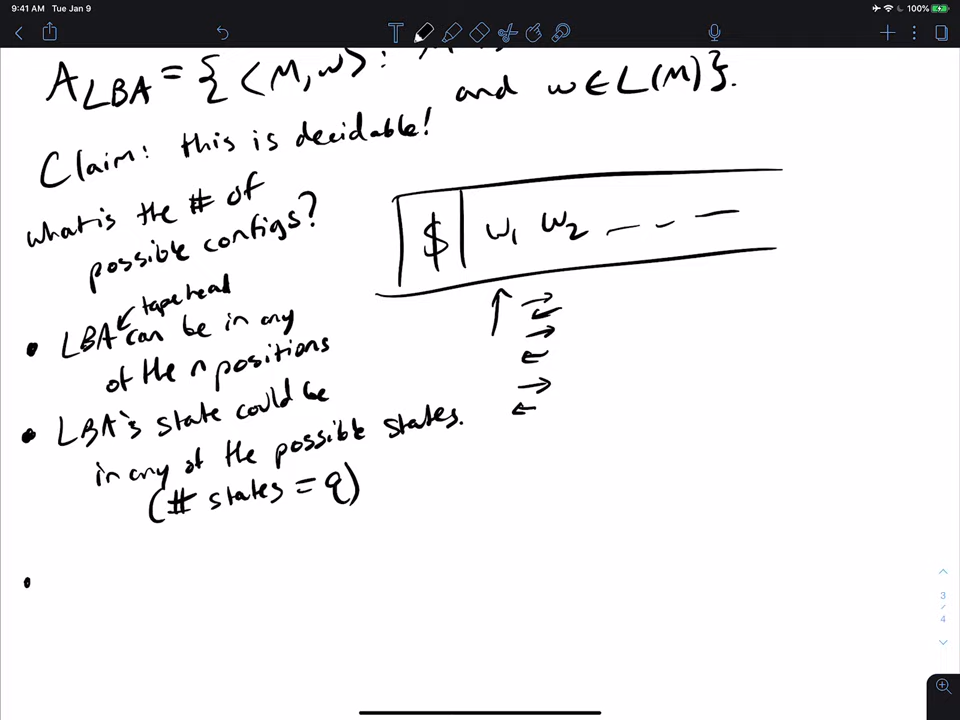 9:41 AM Tue Jan 9
100%
A LBA = { ⟨M, w⟩ :
and w ∈ L(M)}.
Claim: this is decidable!
what is the # of
possible configs?
$ w1 w2 — — —
tape head
• LBA can be in any
of the n positions
• LBA's state could be
in any of the possible states.
(# states = q)
•
3
/
4